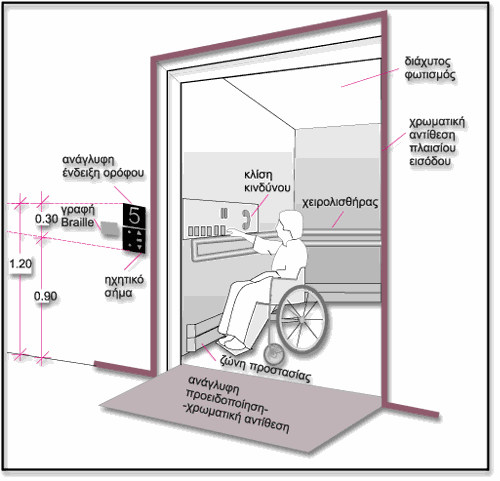 διάχυτος
φωτισμός
χρωματική
αντίθεση
πλαισίου
εισόδου
ανάγλυφη
ένδειξη ορόφου
κλίση
κινδύνου
χειρολισθήρας
γραφή
Braille
5
0.30
1.20
0.90
ηχητικό
σήμα
ζώνη προστασίας
ανάγλυφη
προειδοποίηση-
-χρωματική αντίθεση